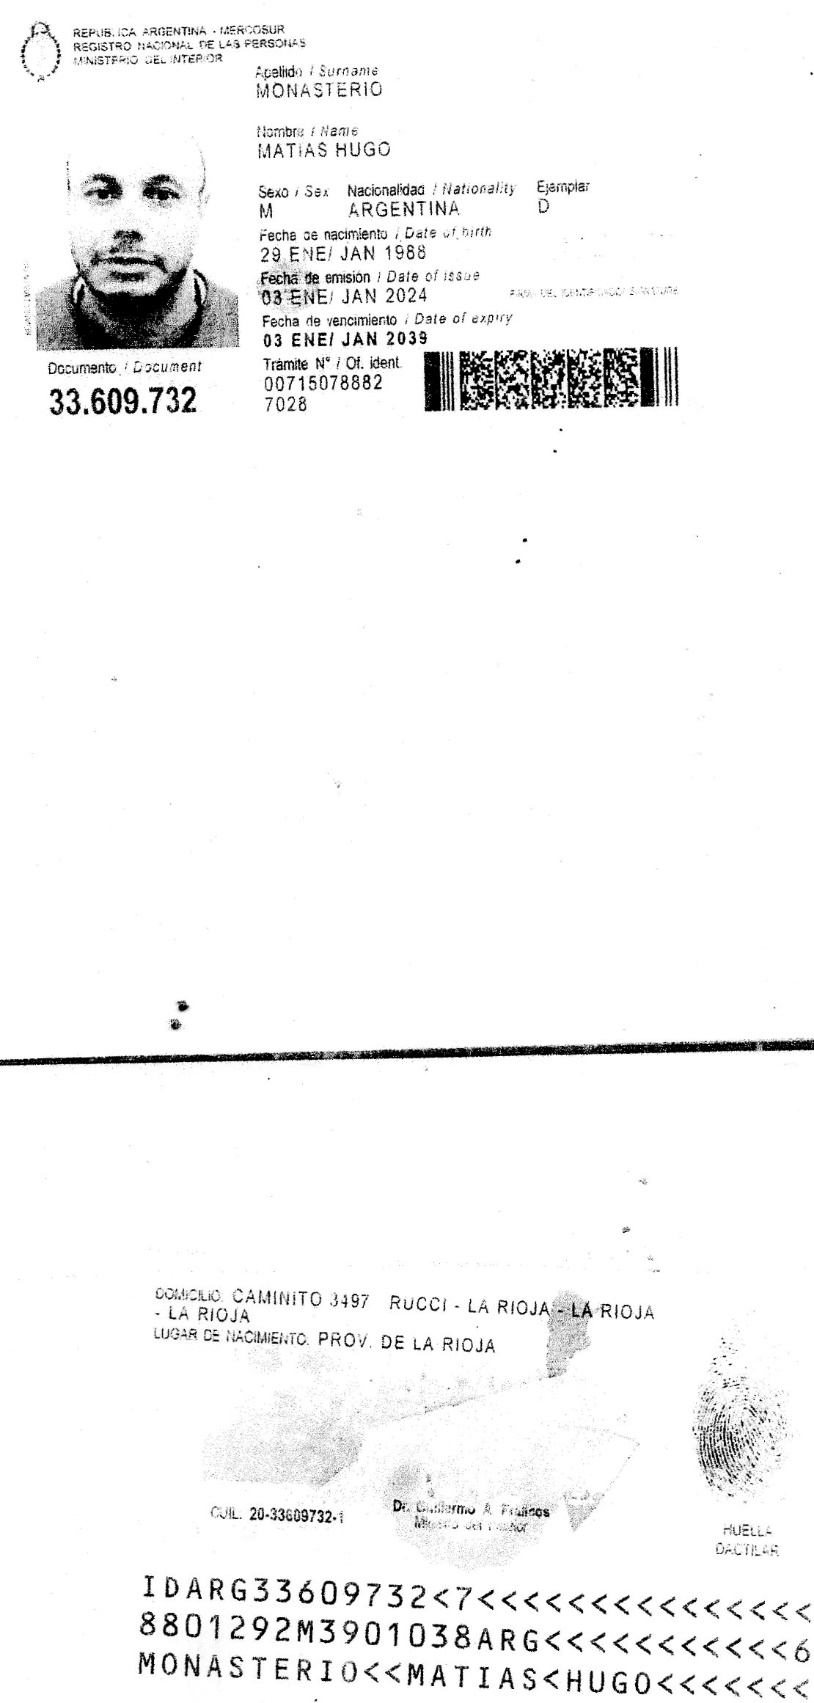 REPUBLICA ARGENTINA - MERCOSUR
REGISTRO NACIONAL DE LAS PERSONAS
MINISTERIO DEL INTERIOR
Apellido / Surname
MONASTERIO
Nombre / Name
MATIAS HUGO
Sexo / Sex Nacionalidad / Nationality Ejemplar
M ARGENTINA D
Fecha de nacimiento / Date of birth
29 ENE/ JAN 1988
Fecha de emisión / Date of issue
03 ENE/ JAN 2024
Fecha de vencimiento / Date of expiry
03 ENE/ JAN 2039
Documento / Document
33.609.732
Trámite N° / Of. ident.
00715078882
7028
DOMICILIO: CAMINITO 3497 RUCCI - LA RIOJA - LA RIOJA
- LA RIOJA
LUGAR DE NACIMIENTO: PROV. DE LA RIOJA
CUIL: 20-33609732-1
Dr. Guillermo A.
HUELLA
DACTILAR
IDARG33609732<7<<<<<<<<<<<<<<<
8801292M3901038ARG<<<<<<<<<<<6
MONASTERIO<<MATIAS<HUGO<<<<<<<